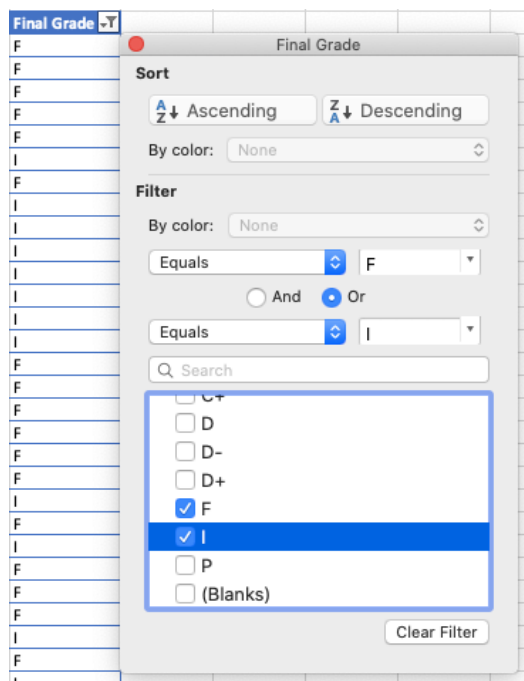 Final Grade
F
F
F
F
F
I
F
I
I
I
I
I
I
I
F
F
F
F
F
F
I
F
I
F
F
F
I
F
Final Grade
Sort
A Z Ascending
Z A Descending
By color: None
Filter
By color: None
Equals F
And Or
Equals I
Search
C+
D
D-
D+
F
I
P
(Blanks)
Clear Filter